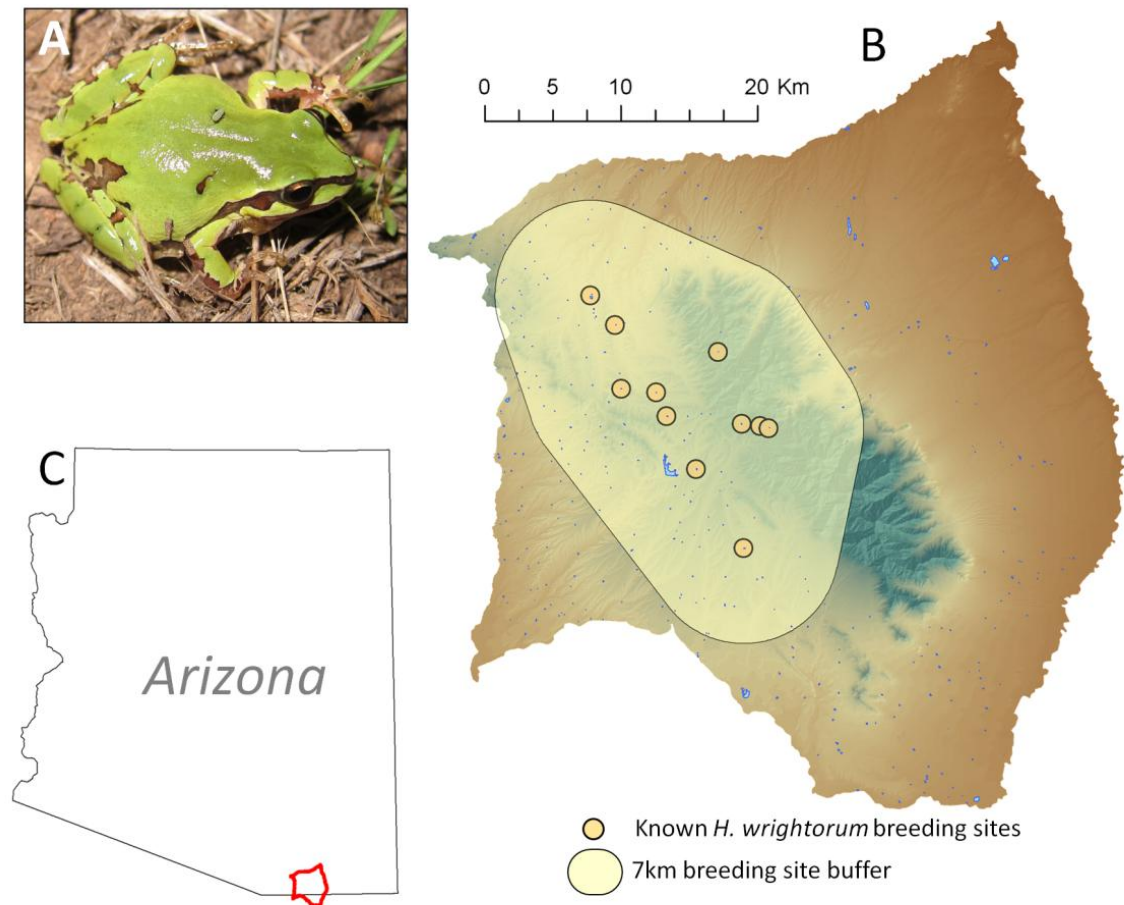 A
B
0 5 10 20 Km
C
Arizona
Known H. wrightorum breeding sites
7km breeding site buffer